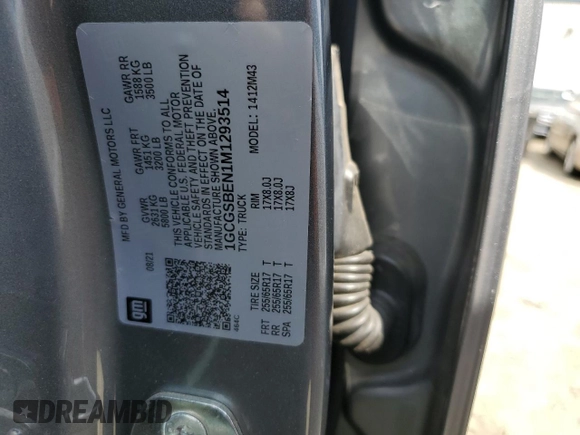 MFD BY GENERAL MOTORS LLC
08/21 GVWR GAWR FRT GAWR RR
2631 KG 1451 KG 1588 KG
5800 LB 3200 LB 3500 LB
THIS VEHICLE CONFORMS TO ALL
APPLICABLE U.S. FEDERAL MOTOR
VEHICLE SAFETY AND THEFT PREVENTION
STANDARDS IN EFFECT ON THE DATE OF
MANUFACTURE SHOWN ABOVE.
1GCGSBEN1M1293514
TYPE: TRUCK MODEL: 1412M43
TIRE SIZE RIM
FRT 255/65R17 T 17X8.0J
RR 255/65R17 T 17X8.0J
SPA 255/65R17 T 17X8J
gm
464C
DREAMBID